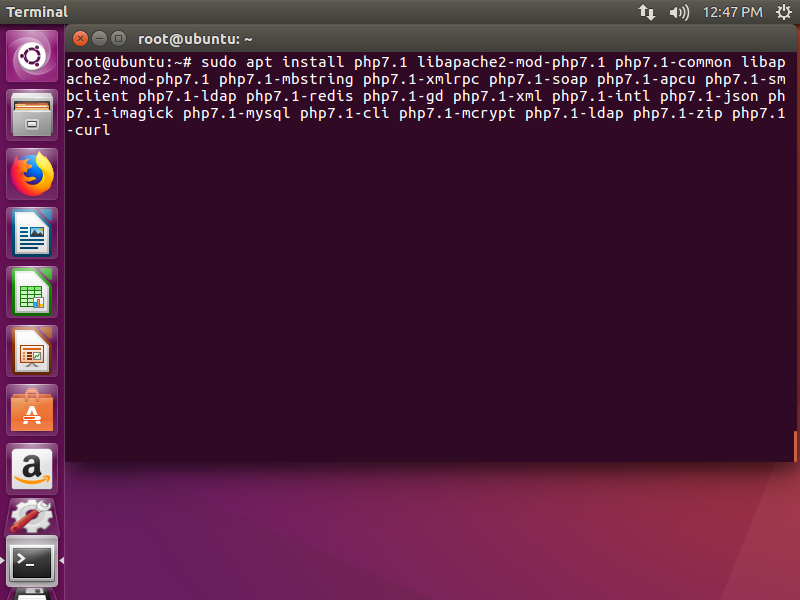 Terminal
12:47 PM
root@ubuntu: ~
root@ubuntu:~# sudo apt install php7.1 libapache2-mod-php7.1 php7.1-common libap
ache2-mod-php7.1 php7.1-mbstring php7.1-xmlrpc php7.1-soap php7.1-apcu php7.1-sm
bclient php7.1-ldap php7.1-redis php7.1-gd php7.1-xml php7.1-intl php7.1-json ph
p7.1-imagick php7.1-mysql php7.1-cli php7.1-mcrypt php7.1-ldap php7.1-zip php7.1
-curl
A
a
>_